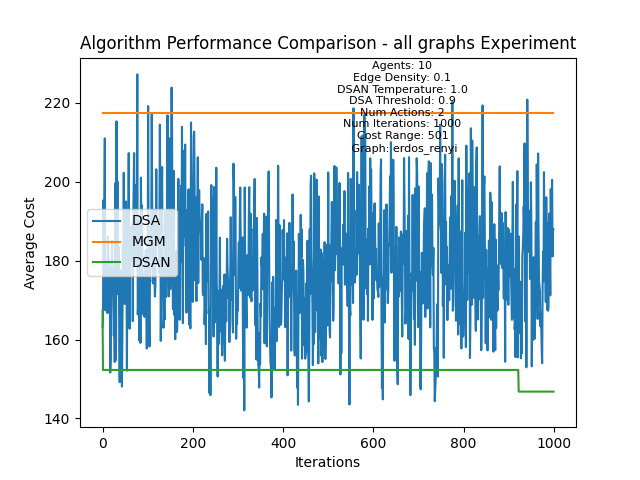 Algorithm Performance Comparison - all graphs Experiment
Agents: 10
Edge Density: 0.1
DSAN Temperature: 1.0
DSA Threshold: 0.9
Num Actions: 2
Num Iterations: 1000
Cost Range: 501
Graph: erdos_renyi
220
200
180
160
140
Average Cost
DSA
MGM
DSAN
0
200
400
600
800
1000
Iterations